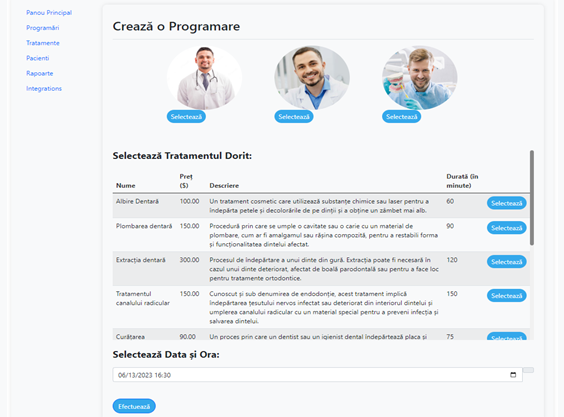 Panou Principal
Programări
Tratamente
Pacienti
Rapoarte
Integrations
Crează o Programare
Selectează Selectează Selectează
Selectează Tratamentul Dorit:
Nume Preț ($) Descriere Durată (în minute)
Albire Dentară 100.00 Un tratament cosmetic care utilizează substanțe chimice sau laser pentru a 60 Selectează
îndepărta petele și decolorările de pe dinții și a obține un zâmbet mai alb.
Plombarea dentară 150.00 Procedură prin care se umple o cavitate sau o carie cu un material de 90 Selectează
plombare, cum ar fi amalgamul sau rășina compozită, pentru a restabili forma
și funcționalitatea dintelui afectat.
Extracția dentară 300.00 Procesul de îndepărtare a unui dinte din gură. Extracția poate fi necesară în 120 Selectează
cazul unui dinte deteriorat, afectat de boală parodontală sau pentru a face loc
pentru tratamente ortodontice.
Tratamentul 150.00 Cunoscut și sub denumirea de endodonție, acest tratament implică 150 Selectează
canalului radicular îndepărtarea țesutului nervos infectat sau deteriorat din interiorul dintelui și
umplerea canalului radicular cu un material special pentru a preveni infecția și
salvarea dintelui.
Curătarea 90.00 Un proces prin care un dentist sau un igienist dental îndepărtează placa și 75 Selectează
Selectează Data și Ora:
06/13/2023 16:30
Efectuează